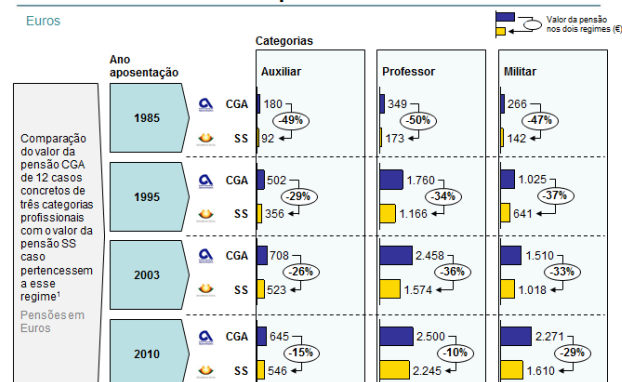 Euros
Valor da pensão
nos dois regimes (€)
Categorias
Ano
aposentação
Auxiliar
Professor
Militar
Comparação
do valor da
pensão CGA
de 12 casos
concretos de
três categorias
profissionais
com o valor da
pensão SS
caso
pertencessem
a esse
regime¹
Pensões em
Euros
1985
CGA
180
349
266
-49%
-50%
-47%
SS
92
173
142
1995
CGA
502
1.760
1.025
-29%
-34%
-37%
SS
356
1.166
641
2003
CGA
708
2.458
1.510
-26%
-36%
-33%
SS
523
1.574
1.018
2010
CGA
645
2.500
2.271
-15%
-10%
-29%
SS
546
2.245
1.610